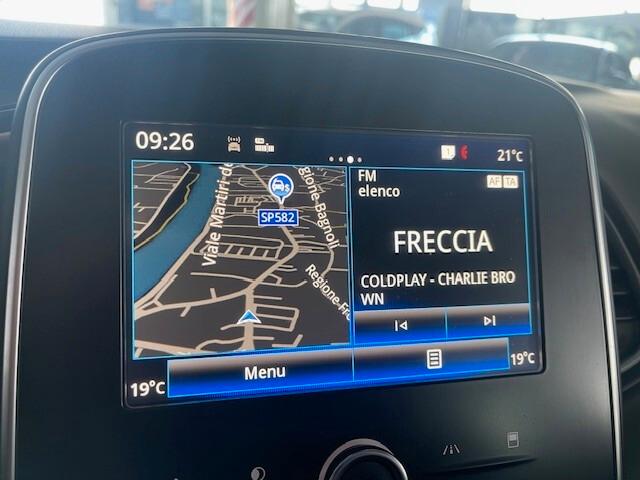 09:26
1
21°C
Viale Martiri de
gione-Bagnoli
SP582
Regione-Fr
FM
elenco
AF TA
FRECCIA
COLDPLAY - CHARLIE BRO
WN
19°C
Menu
19°C